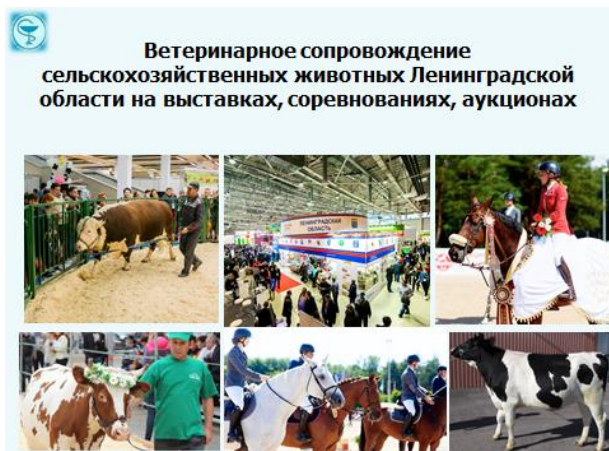 Ветеринарное сопровождение
сельскохозяйственных животных Ленинградской
области на выставках, соревнованиях, аукционах
ЛЕНИНГРАДСКАЯ
ОБЛАСТЬ